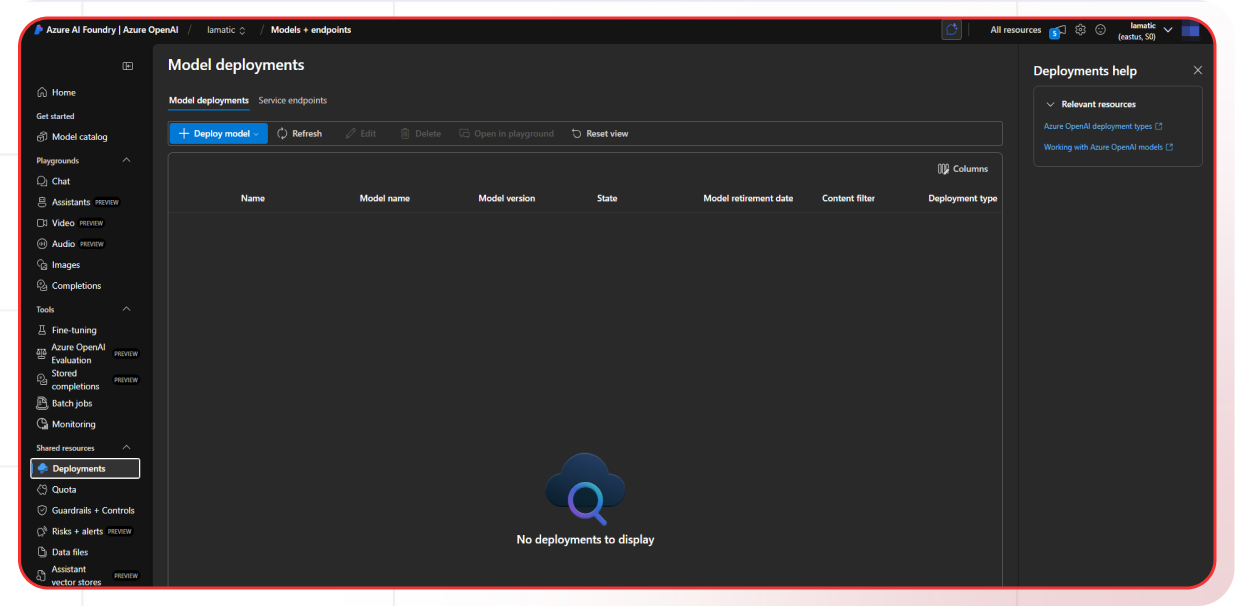 Azure AI Foundry | Azure OpenAI / lamatic / Models + endpoints
All resources 5 lamatic (eastus, S0)
Home
Get started
Model catalog
Playgrounds
Chat
Assistants PREVIEW
Video PREVIEW
Audio PREVIEW
Images
Completions
Tools
Fine-tuning
Azure OpenAI
Evaluation PREVIEW
Stored
completions PREVIEW
Batch jobs
Monitoring
Shared resources
Deployments
Quota
Guardrails + Controls
Risks + alerts PREVIEW
Data files
Assistant
vector stores PREVIEW
Model deployments
Model deployments Service endpoints
Deploy model Refresh Edit Delete Open in playground Reset view
Columns
Name Model name Model version State Model retirement date Content filter Deployment type
No deployments to display
Deployments help
Relevant resources
Azure OpenAI deployment types
Working with Azure OpenAI models